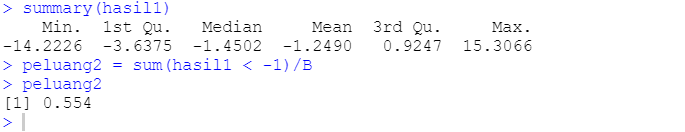 > summary(hasil1)
    Min.  1st Qu.   Median     Mean  3rd Qu.     Max.
-14.2226  -3.6375  -1.4502  -1.2490   0.9247  15.3066
> peluang2 = sum(hasil1 < -1)/B
> peluang2
[1] 0.554
>